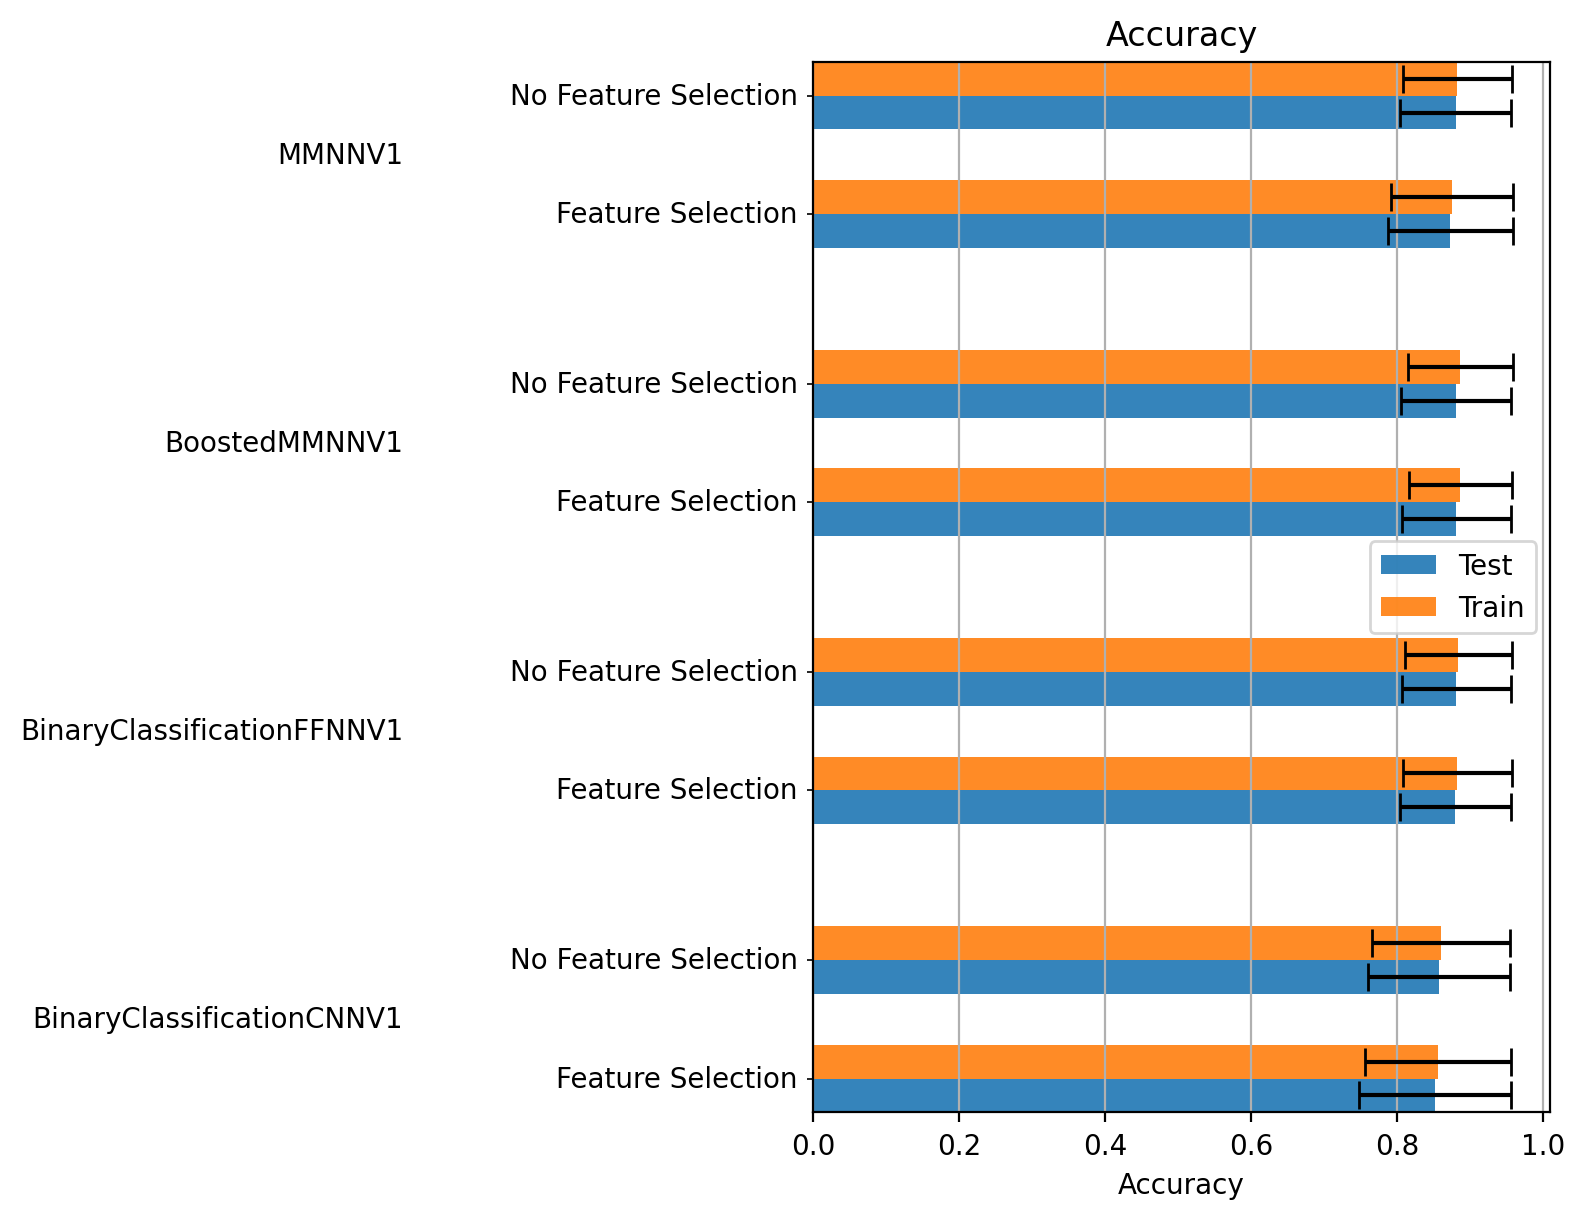 Accuracy
No Feature Selection
MMNNV1
Feature Selection
No Feature Selection
BoostedMMNNV1
Feature Selection
Test
Train
No Feature Selection
BinaryClassificationFFNNV1
Feature Selection
No Feature Selection
BinaryClassificationCNNV1
Feature Selection
0.0 0.2 0.4 0.6 0.8 1.0
Accuracy